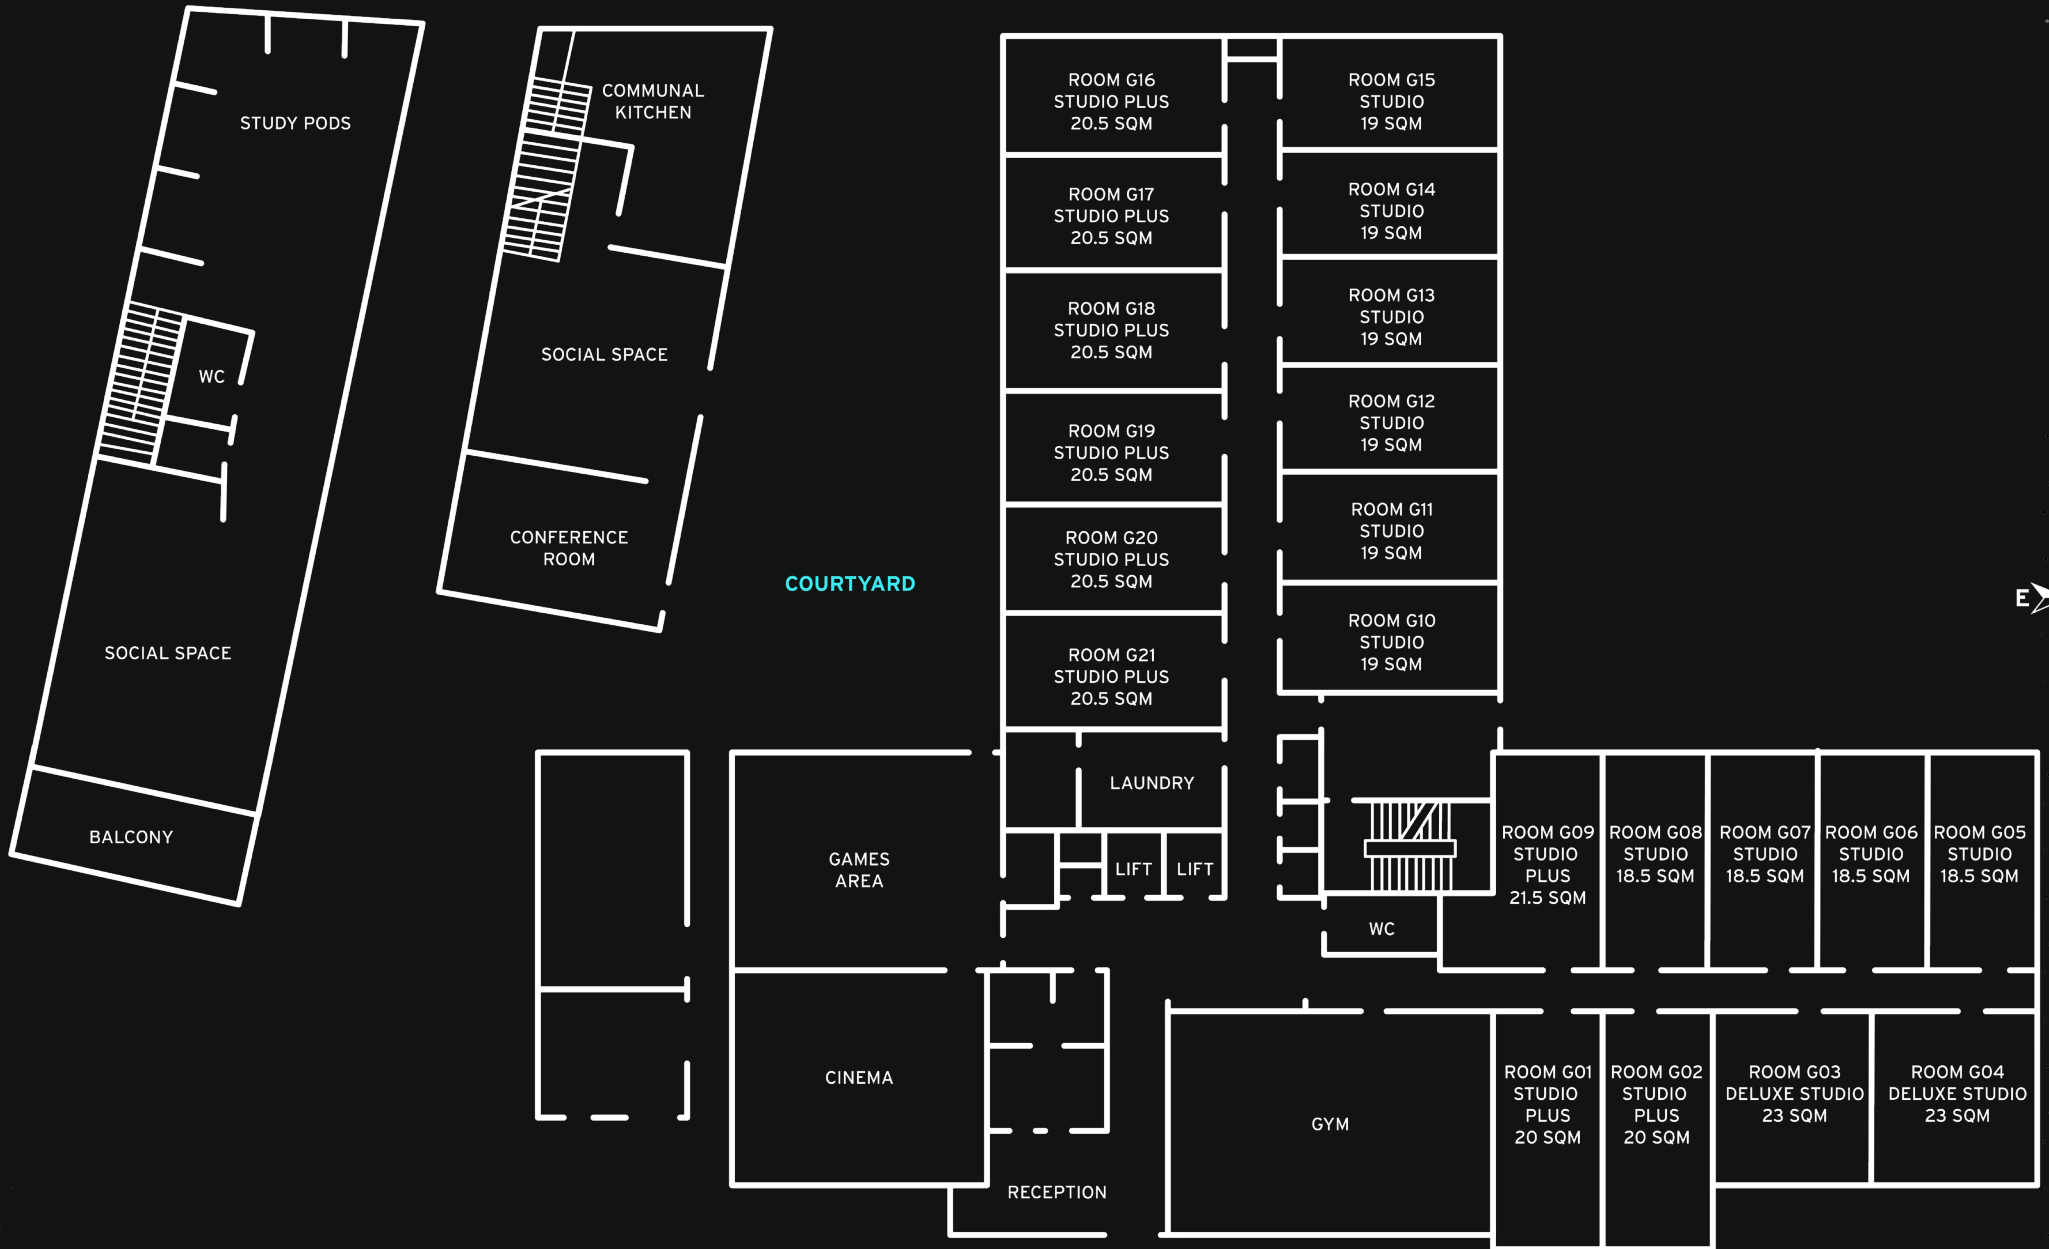 STUDY PODS
WC
SOCIAL SPACE
BALCONY
COMMUNAL
KITCHEN
SOCIAL SPACE
CONFERENCE
ROOM
COURTYARD
ROOM G16
STUDIO PLUS
20.5 SQM
ROOM G17
STUDIO PLUS
20.5 SQM
ROOM G18
STUDIO PLUS
20.5 SQM
ROOM G19
STUDIO PLUS
20.5 SQM
ROOM G20
STUDIO PLUS
20.5 SQM
ROOM G21
STUDIO PLUS
20.5 SQM
ROOM G15
STUDIO
19 SQM
ROOM G14
STUDIO
19 SQM
ROOM G13
STUDIO
19 SQM
ROOM G12
STUDIO
19 SQM
ROOM G11
STUDIO
19 SQM
ROOM G10
STUDIO
19 SQM
E
LAUNDRY
LIFT
LIFT
GAMES
AREA
CINEMA
RECEPTION
WC
GYM
ROOM G09
STUDIO
PLUS
21.5 SQM
ROOM G08
STUDIO
18.5 SQM
ROOM G07
STUDIO
18.5 SQM
ROOM G06
STUDIO
18.5 SQM
ROOM G05
STUDIO
18.5 SQM
ROOM G01
STUDIO
PLUS
20 SQM
ROOM G02
STUDIO
PLUS
20 SQM
ROOM G03
DELUXE STUDIO
23 SQM
ROOM G04
DELUXE STUDIO
23 SQM